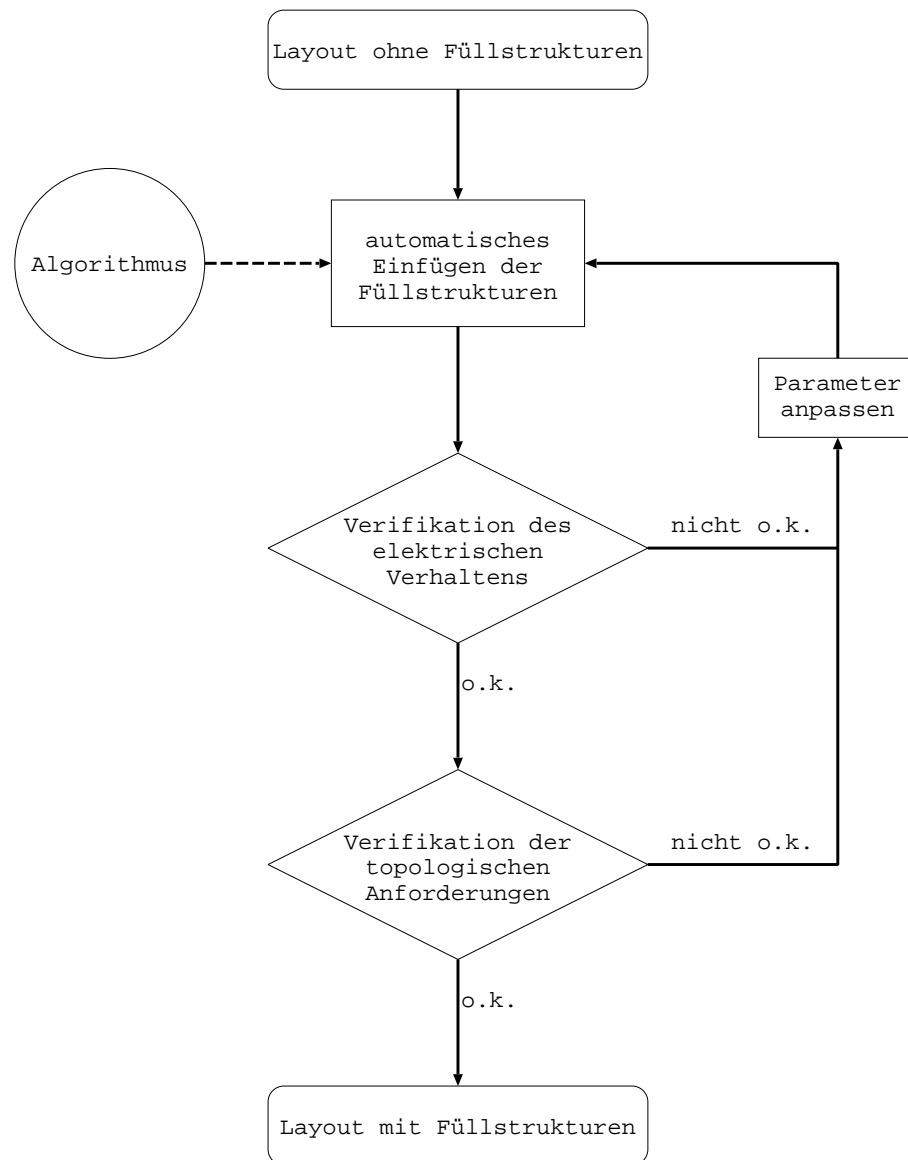 Layout ohne Füllstrukturen
Algorithmus
automatisches
Einfügen der
Füllstrukturen
Parameter
anpassen
Verifikation des
elektrischen
Verhaltens
nicht o.k.
o.k.
Verifikation der
topologischen
Anforderungen
nicht o.k.
o.k.
Layout mit Füllstrukturen